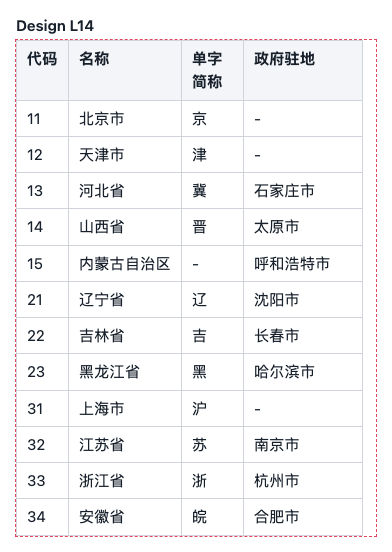 Design L14
代码 名称 单字 政府驻地
简称
11 北京市 京 -
12 天津市 津 -
13 河北省 冀 石家庄市
14 山西省 晋 太原市
15 内蒙古自治区 - 呼和浩特市
21 辽宁省 辽 沈阳市
22 吉林省 吉 长春市
23 黑龙江省 黑 哈尔滨市
31 上海市 沪 -
32 江苏省 苏 南京市
33 浙江省 浙 杭州市
34 安徽省 皖 合肥市